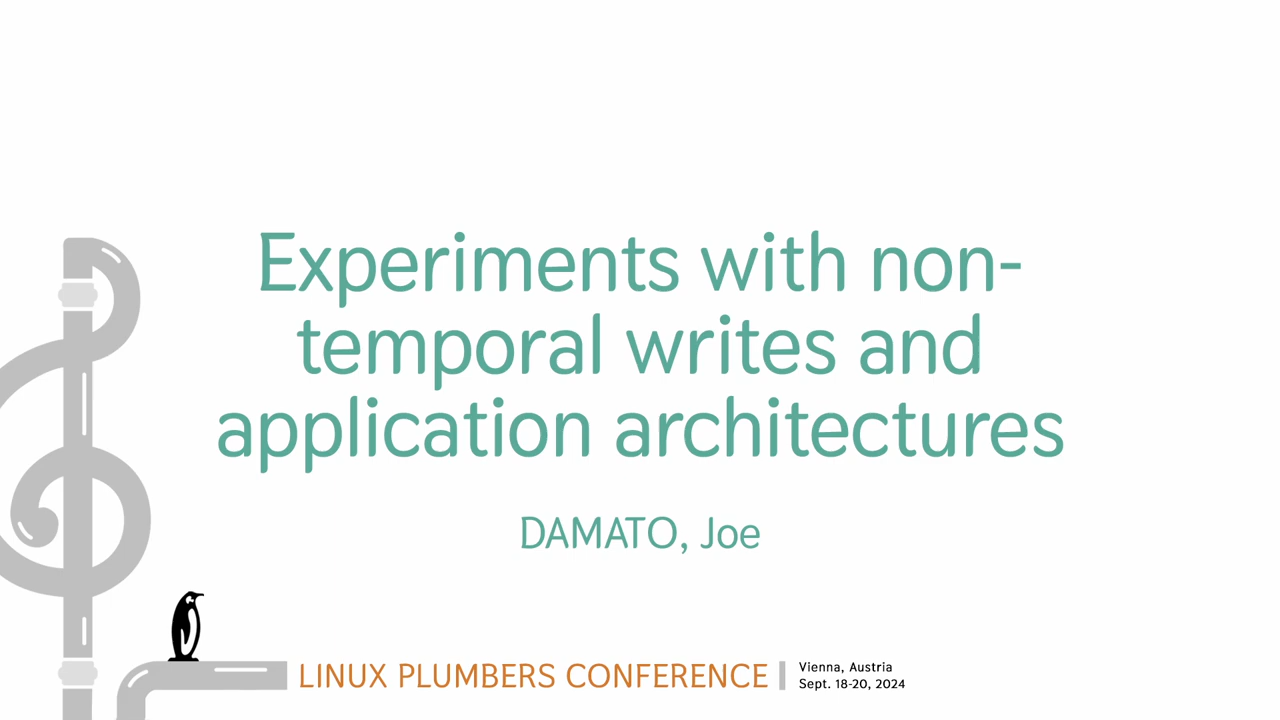 Experiments with non-
temporal writes and
application architectures
DAMATO, Joe
LINUX PLUMBERS CONFERENCE
Vienna, Austria
Sept. 18-20, 2024